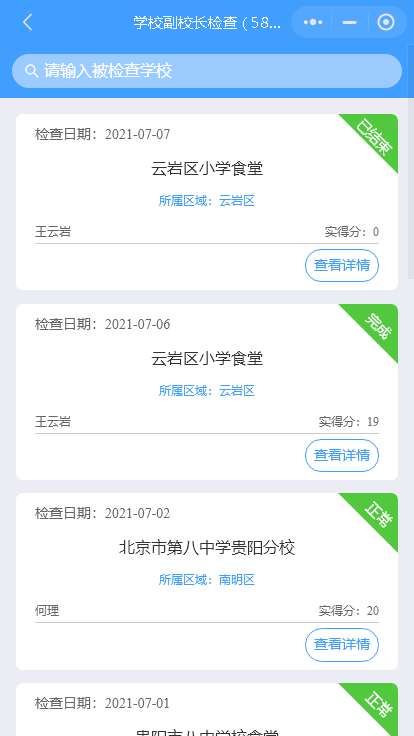 学校副校长检查 ( 58...
请输入被检查学校
检查日期： 2021-07-07
已结束
云岩区小学食堂
所属区域：云岩区
王云岩 实得分：0
查看详情
检查日期： 2021-07-06
完成
云岩区小学食堂
所属区域：云岩区
王云岩 实得分：19
查看详情
检查日期： 2021-07-02
正常
北京市第八中学贵阳分校
所属区域：南明区
何理 实得分：20
查看详情
检查日期： 2021-07-01
正常
贵阳市八中学校食堂